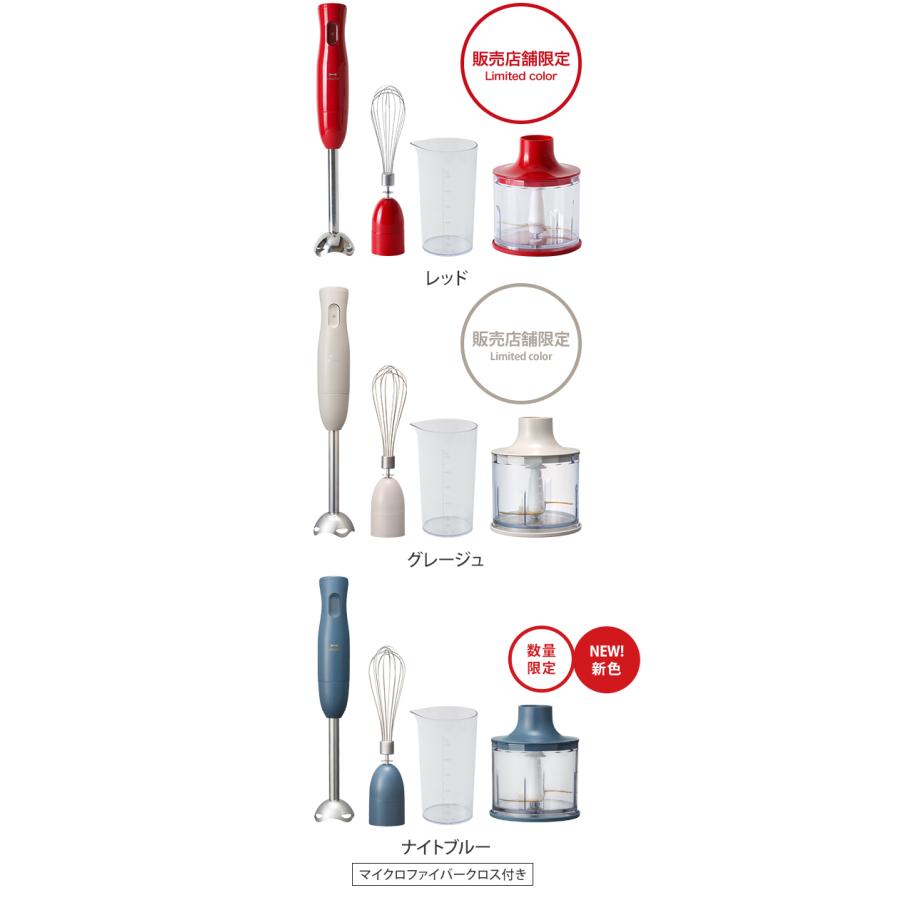 販売店舗限定
Limited color
レッド
販売店舗限定
Limited color
グレージュ
数量
限定
NEW!
新色
ナイトブルー
マイクロファイバークロス付き